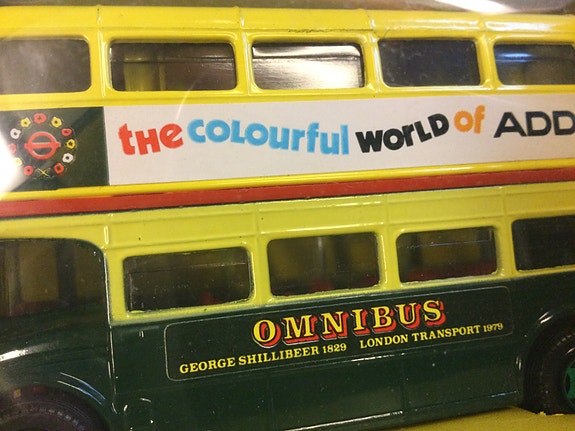 the colourful world of ADD
OMNIBUS
GEORGE SHILLIBEER 1829 LONDON TRANSPORT 1979